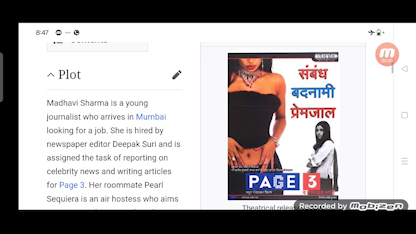 8:47
Plot
Madhavi Sharma is a young
journalist who arrives in Mumbai
looking for a job. She is hired by
newspaper editor Deepak Suri and is
assigned the task of reporting on
celebrity news and writing articles
for Page 3. Her roommate Pearl
Sequiera is an air hostess who aims
संबंध
बदनामी
प्रेमजाल
PAGE 3
Theatrical
Recorded by
MOBIZEN